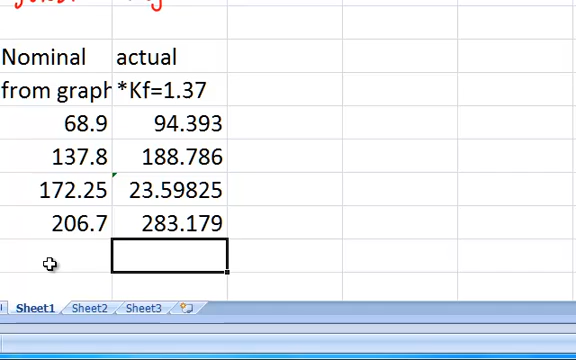 Nominal actual
from graph *Kf=1.37
68.9 94.393
137.8 188.786
172.25 23.59825
206.7 283.179
Sheet1 Sheet2 Sheet3